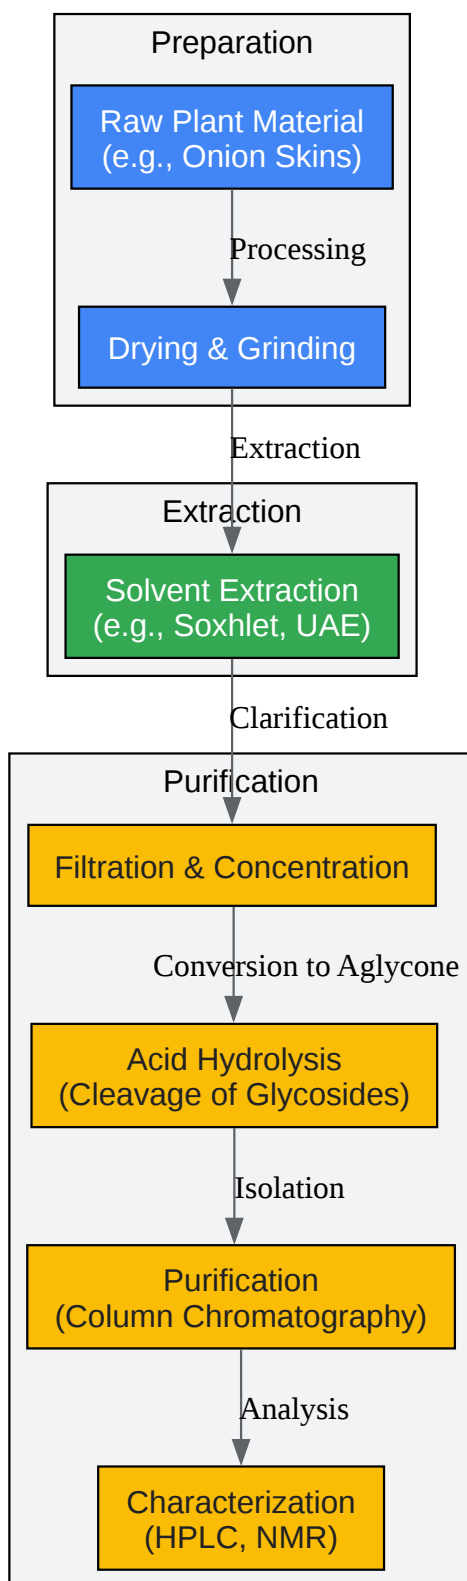 Preparation
Raw Plant Material
(e.g., Onion Skins)
Processing
Drying & Grinding
Extraction
Extraction
Solvent Extraction
(e.g., Soxhlet, UAE)
Clarification
Purification
Filtration & Concentration
Conversion to Aglycone
Acid Hydrolysis
(Cleavage of Glycosides)
Isolation
Purification
(Column Chromatography)
Analysis
Characterization
(HPLC, NMR)